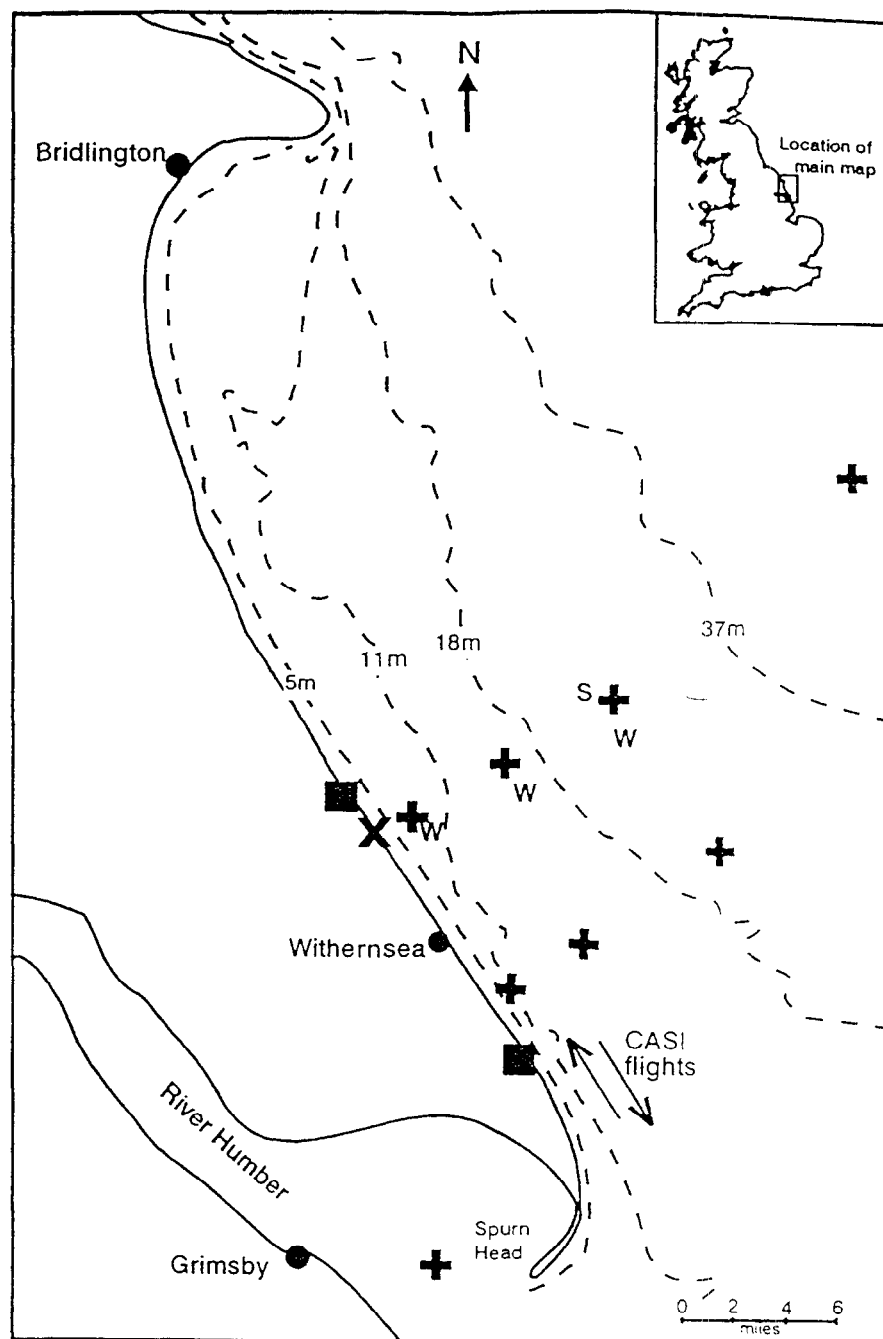 N
Bridlington
Location of
main map
37m
18m
11m
5m
S
W
W
W
Withernsea
CASI
flights
River Humber
Spurn
Head
Grimsby
0 2 4 6
miles